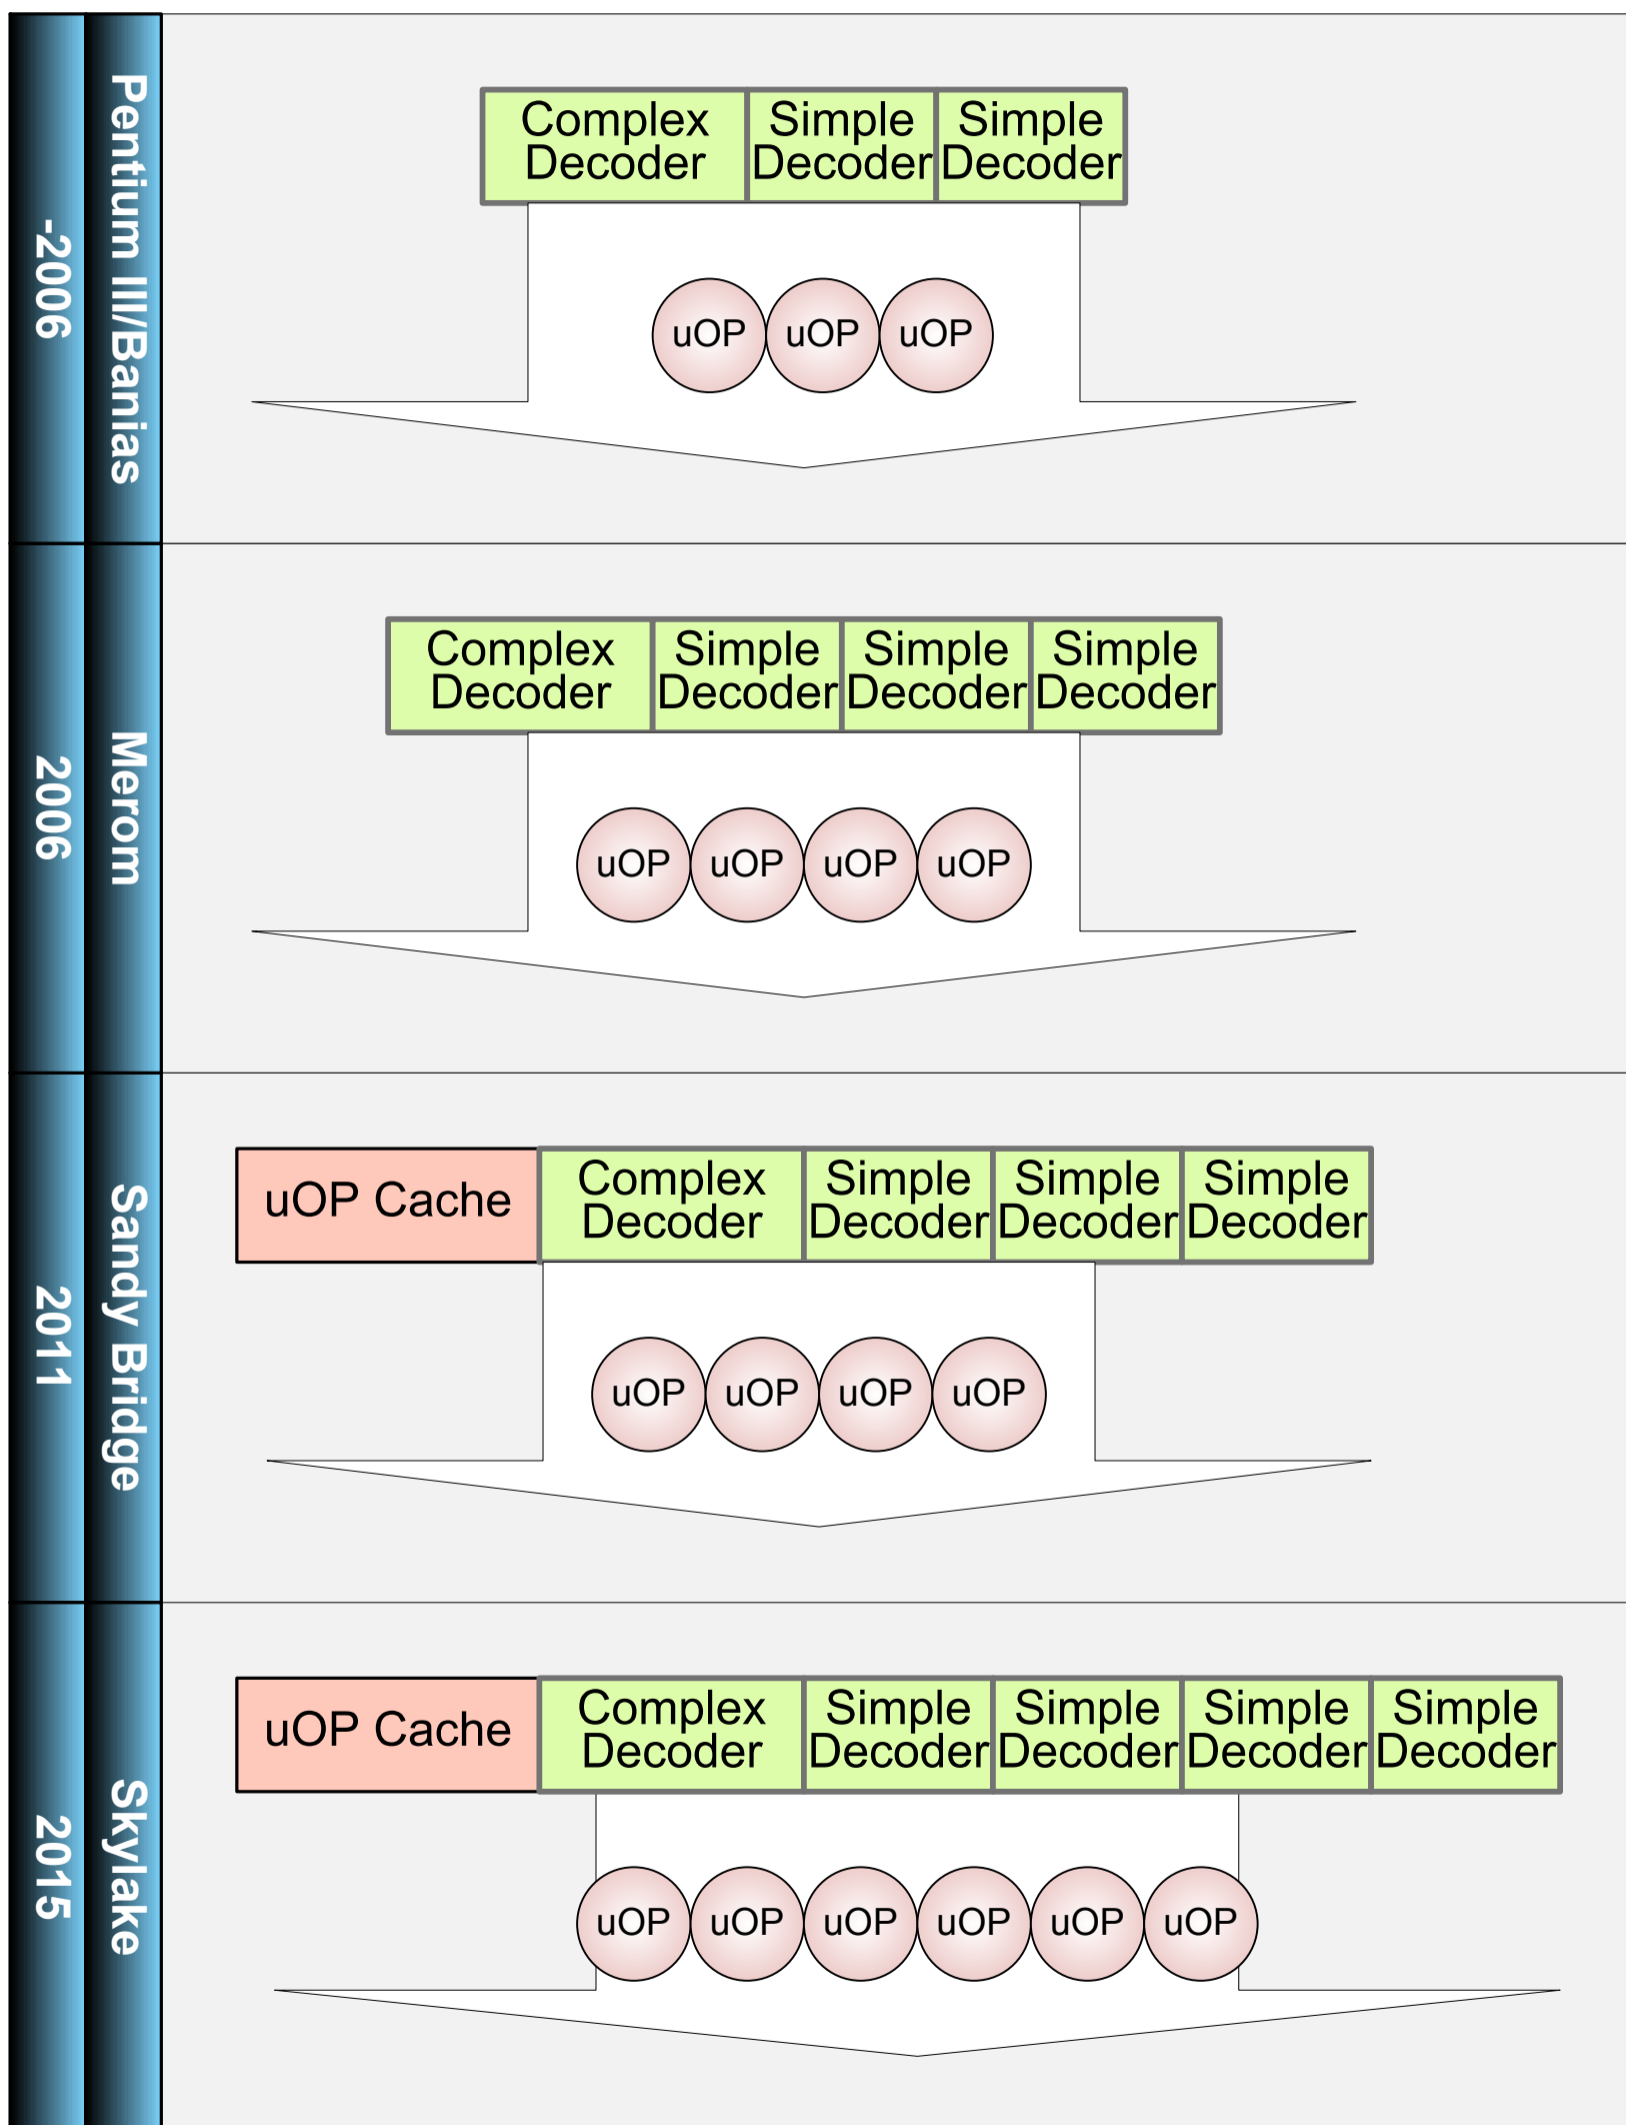 -2006
Pentium III/Banias
Complex
Decoder
Simple
Decoder
Simple
Decoder
uOP
uOP
uOP
2006
Merom
Complex
Decoder
Simple
Decoder
Simple
Decoder
Simple
Decoder
uOP
uOP
uOP
uOP
2011
Sandy Bridge
uOP Cache
Complex
Decoder
Simple
Decoder
Simple
Decoder
Simple
Decoder
uOP
uOP
uOP
uOP
2015
Skylake
uOP Cache
Complex
Decoder
Simple
Decoder
Simple
Decoder
Simple
Decoder
Simple
Decoder
uOP
uOP
uOP
uOP
uOP
uOP